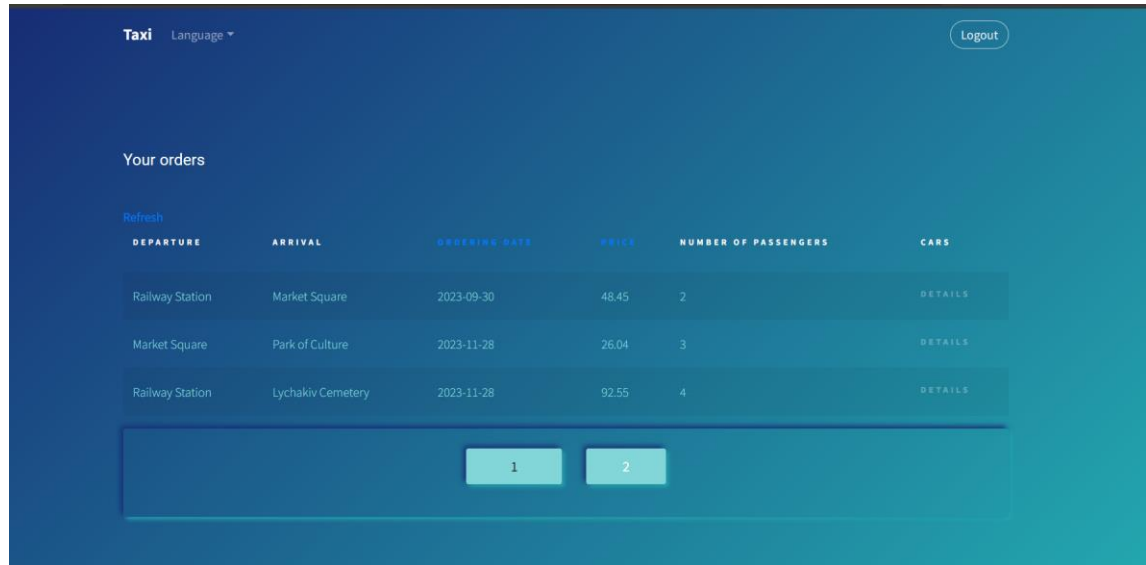 Taxi Language Logout
Your orders
Refresh
DEPARTURE ARRIVAL ORDERING DATE PRICE NUMBER OF PASSENGERS CARS
Railway Station Market Square 2023-09-30 48.45 2 DETAILS
Market Square Park of Culture 2023-11-28 26.04 3 DETAILS
Railway Station Lychakiv Cemetery 2023-11-28 92.55 4 DETAILS
1 2